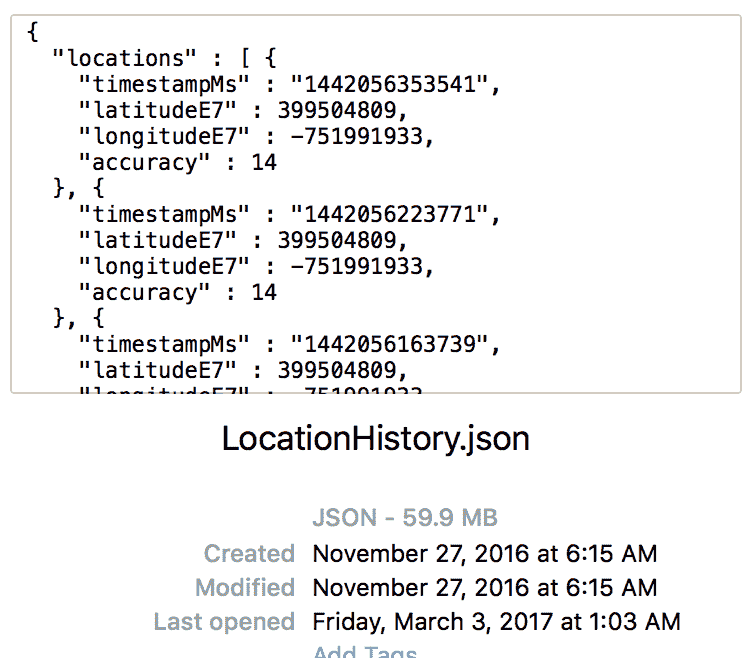 {
"locations" : [ {
"timestampMs" : "1442056353541",
"latitudeE7" : 399504809,
"longitudeE7" : -751991933,
"accuracy" : 14
}, {
"timestampMs" : "1442056223771",
"latitudeE7" : 399504809,
"longitudeE7" : -751991933,
"accuracy" : 14
}, {
"timestampMs" : "1442056163739",
"latitudeE7" : 399504809,
"longitudeE7" : -751991933
LocationHistory.json
JSON - 59.9 MB
Created November 27, 2016 at 6:15 AM
Modified November 27, 2016 at 6:15 AM
Last opened Friday, March 3, 2017 at 1:03 AM
Add Tags